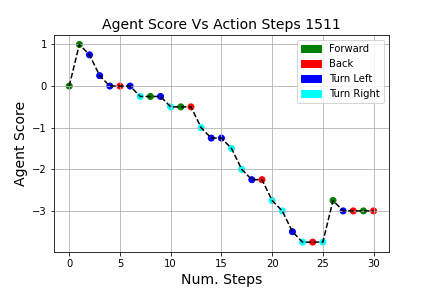 Agent Score Vs Action Steps 1511
Forward
Back
Turn Left
Turn Right
Agent Score
1
0
−1
−2
−3
0 5 10 15 20 25 30
Num. Steps